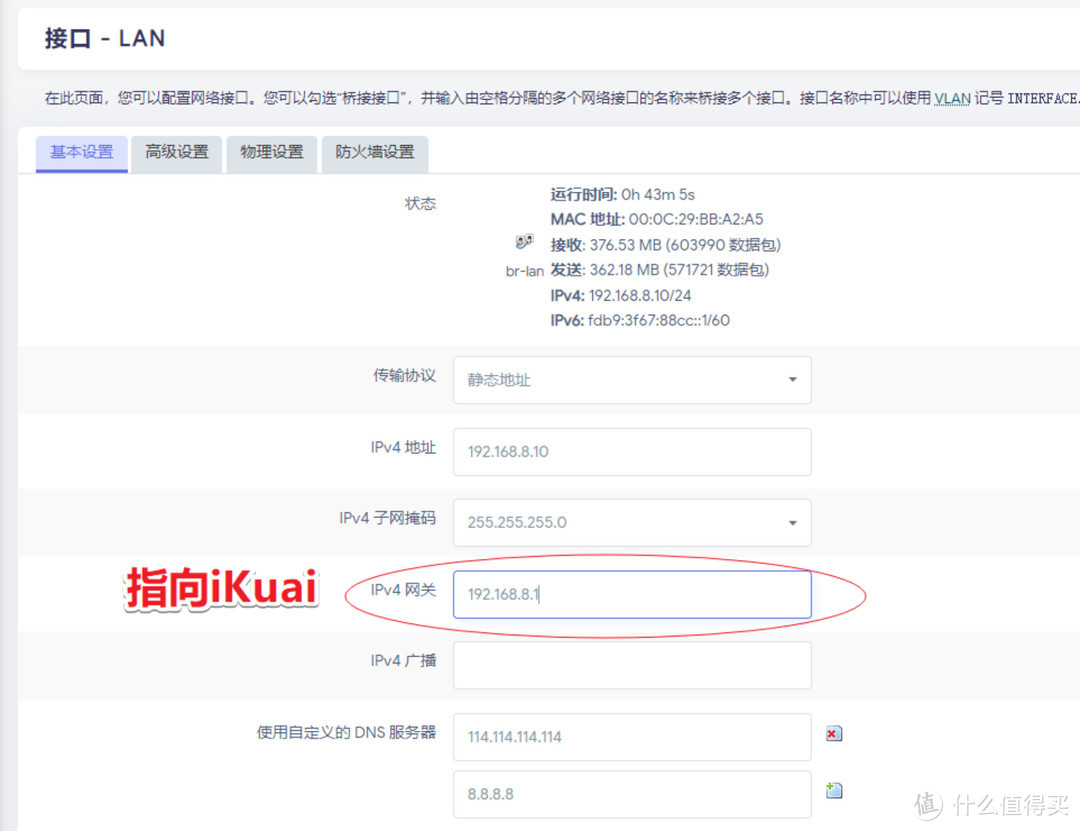 接口 - LAN
在此页面，您可以配置网络接口。您可以勾选“桥接接口”，并输入由空格分隔的多个网络接口的名称来桥接多个接口。接口名称中可以使用 VLAN 记号 INTERFACE.
基本设置 高级设置 物理设置 防火墙设置
状态
运行时间: 0h 43m 5s
MAC 地址: 00:0C:29:BB:A2:A5
接收: 376.53 MB (603990 数据包)
br-lan 发送: 362.18 MB (571721 数据包)
IPv4: 192.168.8.10/24
IPv6: fdb9:3f67:88cc::1/60
传输协议 静态地址
IPv4 地址 192.168.8.10
IPv4 子网掩码 255.255.255.0
指向iKuai
IPv4 网关 192.168.8.1
IPv4 广播
使用自定义的 DNS 服务器 114.114.114.114
8.8.8.8
值 什么值得买